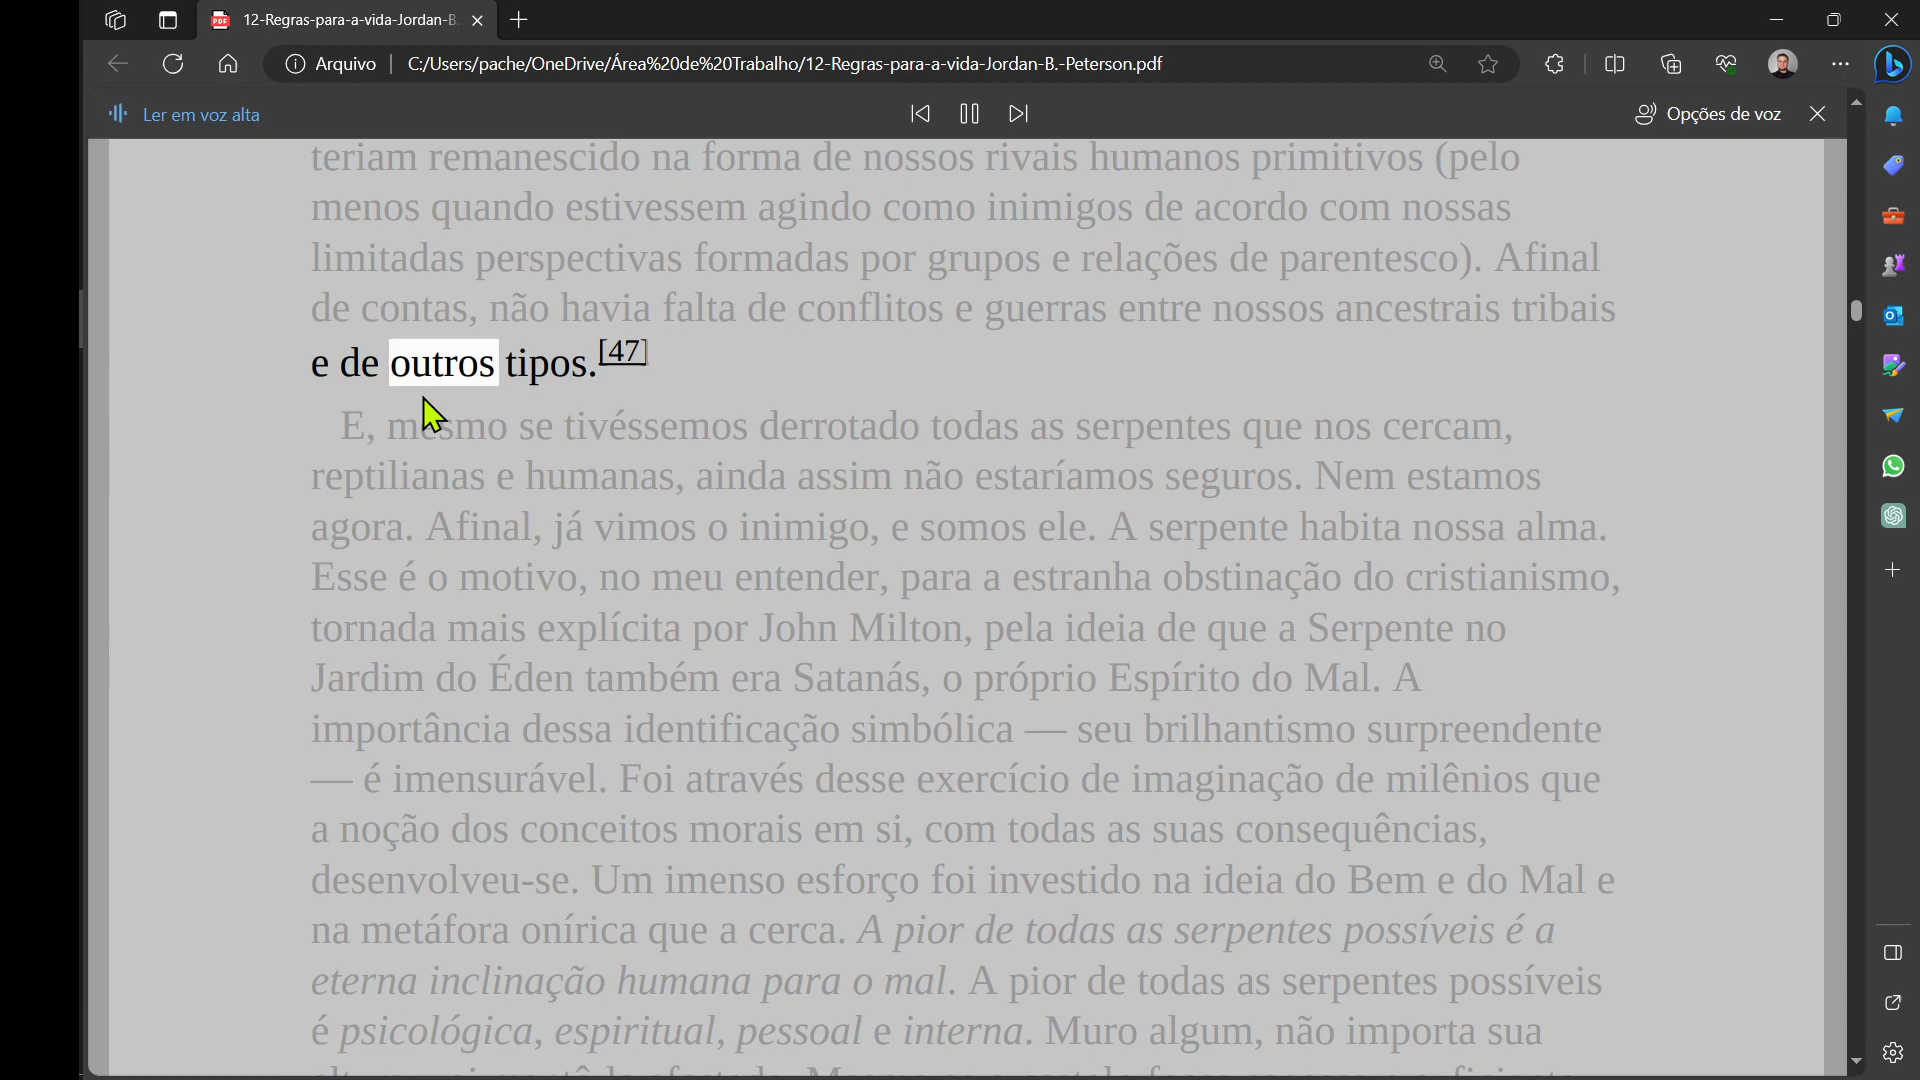 12-Regras-para-a-vida-Jordan-B.
Arquivo C:/Users/pache/OneDrive/Área%20de%20Trabalho/12-Regras-para-a-vida-Jordan-B.-Peterson.pdf
Ler em voz alta
Opções de voz
teriam remanescido na forma de nossos rivais humanos primitivos (pelo
menos quando estivessem agindo como inimigos de acordo com nossas
limitadas perspectivas formadas por grupos e relações de parentesco). Afinal
de contas, não havia falta de conflitos e guerras entre nossos ancestrais tribais
e de outros tipos.[47]
E, mesmo se tivéssemos derrotado todas as serpentes que nos cercam,
reptilianas e humanas, ainda assim não estaríamos seguros. Nem estamos
agora. Afinal, já vimos o inimigo, e somos ele. A serpente habita nossa alma.
Esse é o motivo, no meu entender, para a estranha obstinação do cristianismo,
tornada mais explícita por John Milton, pela ideia de que a Serpente no
Jardim do Éden também era Satanás, o próprio Espírito do Mal. A
importância dessa identificação simbólica — seu brilhantismo surpreendente
— é imensurável. Foi através desse exercício de imaginação de milênios que
a noção dos conceitos morais em si, com todas as suas consequências,
desenvolveu-se. Um imenso esforço foi investido na ideia do Bem e do Mal e
na metáfora onírica que a cerca. A pior de todas as serpentes possíveis é a
eterna inclinação humana para o mal. A pior de todas as serpentes possíveis
é psicológica, espiritual, pessoal e interna. Muro algum, não importa sua